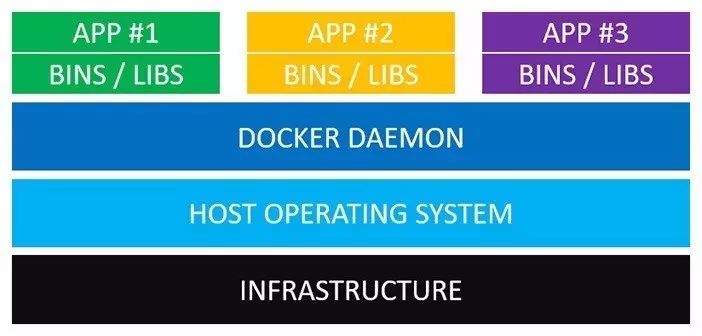 APP #1 APP #2 APP #3
BINS / LIBS BINS / LIBS BINS / LIBS
DOCKER DAEMON
HOST OPERATING SYSTEM
INFRASTRUCTURE